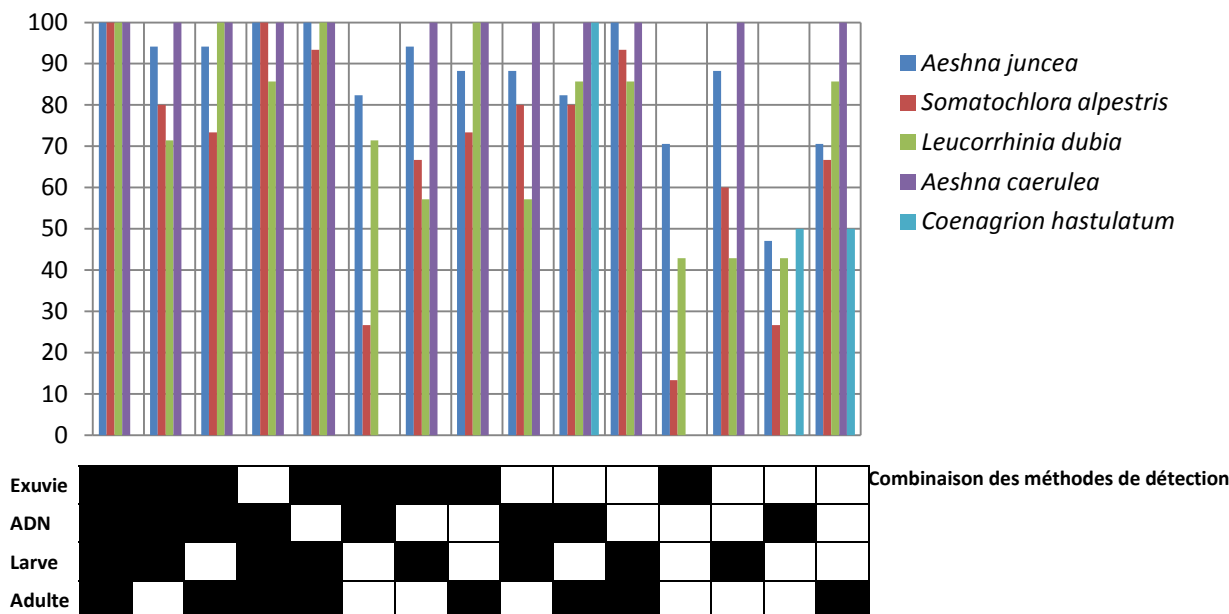 100
90
80
70
60
50
40
30
20
10
0
Aeshna juncea
Somatochlora alpestris
Leucorrhinia dubia
Aeshna caerulea
Coenagrion hastulatum
Exuvie
Combinaison des méthodes de détection
ADN
Larve
Adulte